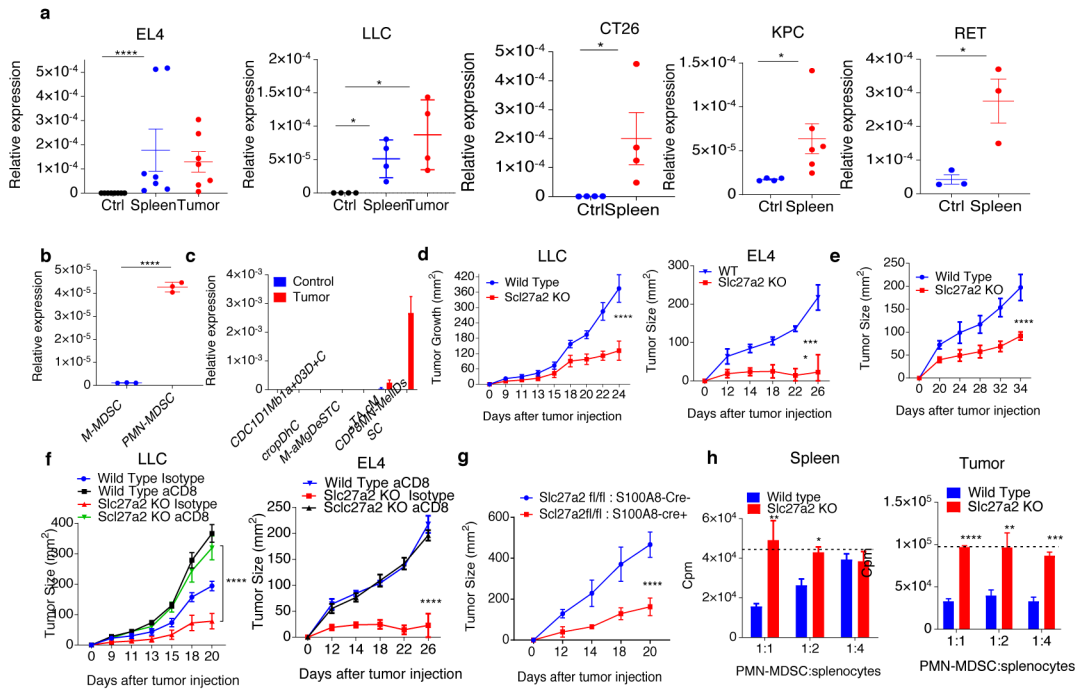 a
EL4
****
Relative expression
5×10⁻⁴
4×10⁻⁴
3×10⁻⁴
2×10⁻⁴
1×10⁻⁴
0
Ctrl SpleenTumor
LLC
*
*
Relative expression
1.5×10⁻⁴
1.0×10⁻⁴
5.0×10⁻⁵
0
Ctrl SpleenTumor
CT26
*
Relative expression
5×10⁻⁴
4×10⁻⁴
3×10⁻⁴
2×10⁻⁴
1×10⁻⁴
0
CtrlSpleen
KPC
*
Relative expression
1.5×10⁻⁴
1.0×10⁻⁴
5.0×10⁻⁵
0
Ctrl Spleen
RET
*
Relative expression
4×10⁻⁴
3×10⁻⁴
2×10⁻⁴
1×10⁻⁴
0
Ctrl Spleen
b
****
Relative expression
5×10⁻⁵
4×10⁻⁵
3×10⁻⁵
2×10⁻⁵
1×10⁻⁵
0
M-MDSC
PMN-MDSC
c
Control
Tumor
Relative expression
4×10⁻³
3×10⁻³
2×10⁻³
1×10⁻³
0
CDC1D1Mb1a+03D+C
cropDhC
M-aMgDeSTC
SC
d
LLC
Wild Type
Scl27a2 KO
Tumor Growth (mm²)
420
360
300
240
180
120
60
0
****
0 9 11 13 15 18 20 22 24
Days after tumor injection
EL4
WT
Slc27a2 KO
Tumor Size (mm²)
300
200
100
0
***
*
0 12 14 18 22 26
Days after tumor injection
e
Wild Type
Slc27a2 KO
Tumor Size (mm²)
300
250
200
150
100
50
0
****
0 20 24 28 32 34
Days after tumor injection
f
LLC
Wild Type Isotype
Wild Type aCD8
Slc27a2 KO Isotype
Scl27a2 KO aCD8
Tumor Size (mm²)
400
300
200
100
0
****
0 9 11 13 15 18 20
Days after tumor injection
EL4
Wild Type aCD8
Slc27a2 KO Isotype
Sclc27a2 KO aCD8
Tumor Size (mm²)
250
200
150
100
50
0
****
0 12 14 18 22 26
Days after tumor injection
g
Slc27a2 fl/fl : S100A8-Cre-
Scl27a2fl/fl : S100A8-cre+
Tumor Size (mm²)
600
400
200
0
****
0 12 14 18 20
Days after tumor injection
h
Spleen
Wild type
Slc27a2 KO
Cpm
6×10⁴
4×10⁴
2×10⁴
0
**
*
1:1 1:2 1:4
PMN-MDSC:splenocytes
Tumor
Wild Type
Slc27a2 KO
Cpm
1.5×10⁵
1.0×10⁵
5.0×10⁴
0
****
**
***
1:1 1:2 1:4
PMN-MDSC:splenocytes